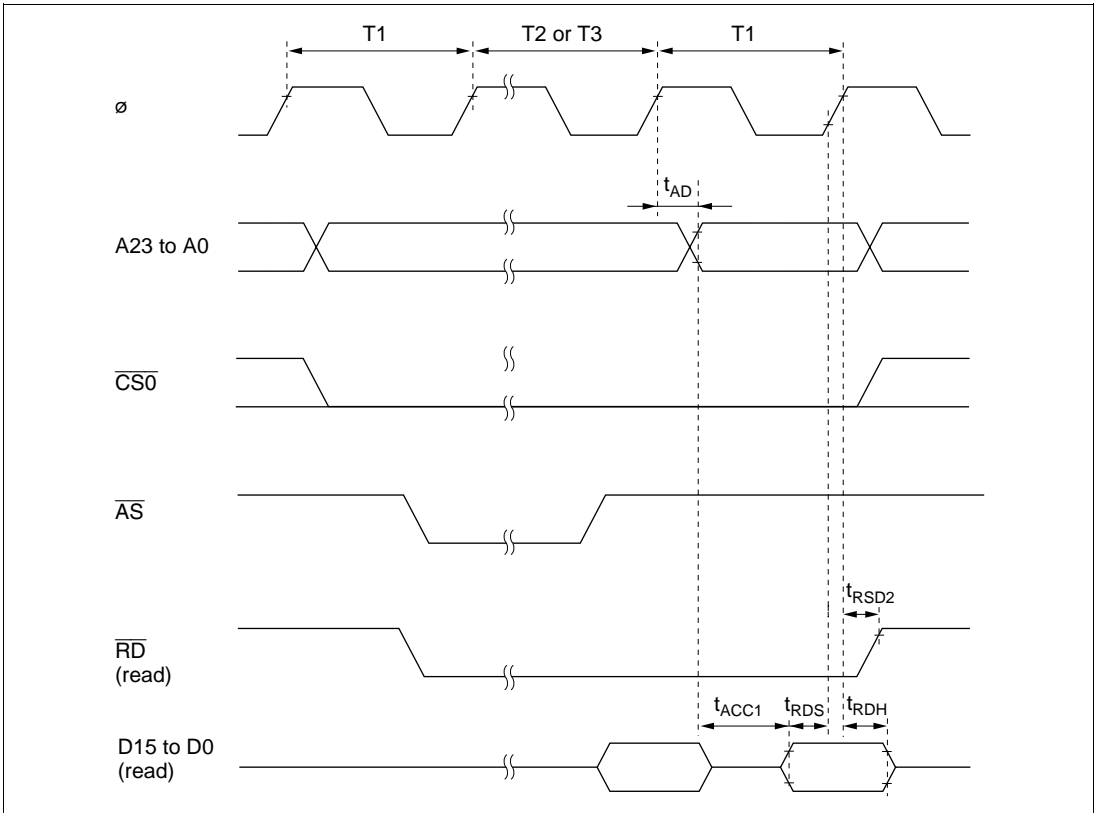 T1 T2 or T3 T1
ø
tAD
A23 to A0
CS0
AS
tRSD2
RD
(read)
tACC1 tRDS tRDH
D15 to D0
(read)